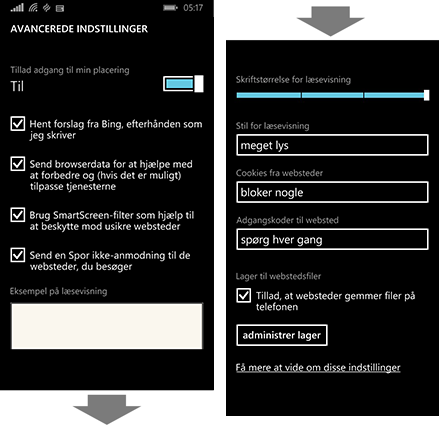 05:17
AVANCEREDE INDSTILLINGER
Tillad adgang til min placering
Til
Hent forslag fra Bing, efterhånden som
jeg skriver
Send browserdata for at hjælpe med
at forbedre og (hvis det er muligt)
tilpasse tjenesterne
Brug SmartScreen-filter som hjælp til
at beskytte mod usikre websteder
Send en Spor ikke-anmodning til de
websteder, du besøger
Eksempel på læsevisning
Skriftstørrelse for læsevisning
Stil for læsevisning
meget lys
Cookies fra websteder
bloker nogle
Adgangskoder til websted
spørg hver gang
Lager til webstedsfiler
Tillad, at websteder gemmer filer på
telefonen
administrer lager
Få mere at vide om disse indstillinger